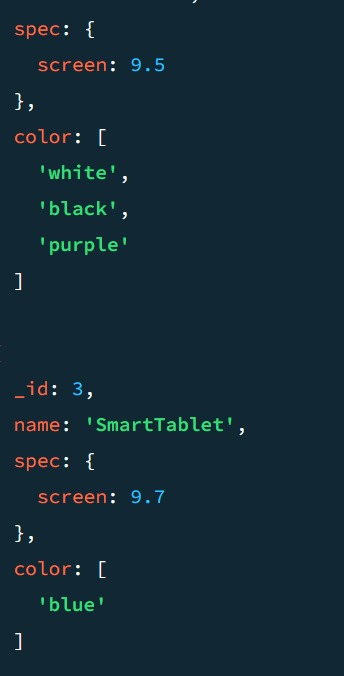 spec: {
screen: 9.5
},
color: [
'white',
'black',
'purple'
]
_id: 3,
name: 'SmartTablet',
spec: {
screen: 9.7
},
color: [
'blue'
]